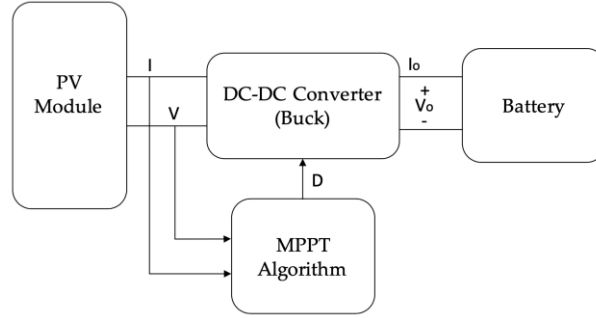 PV
Module
I
V
DC-DC Converter
(Buck)
Io
+
Vo
-
Battery
D
MPPT
Algorithm